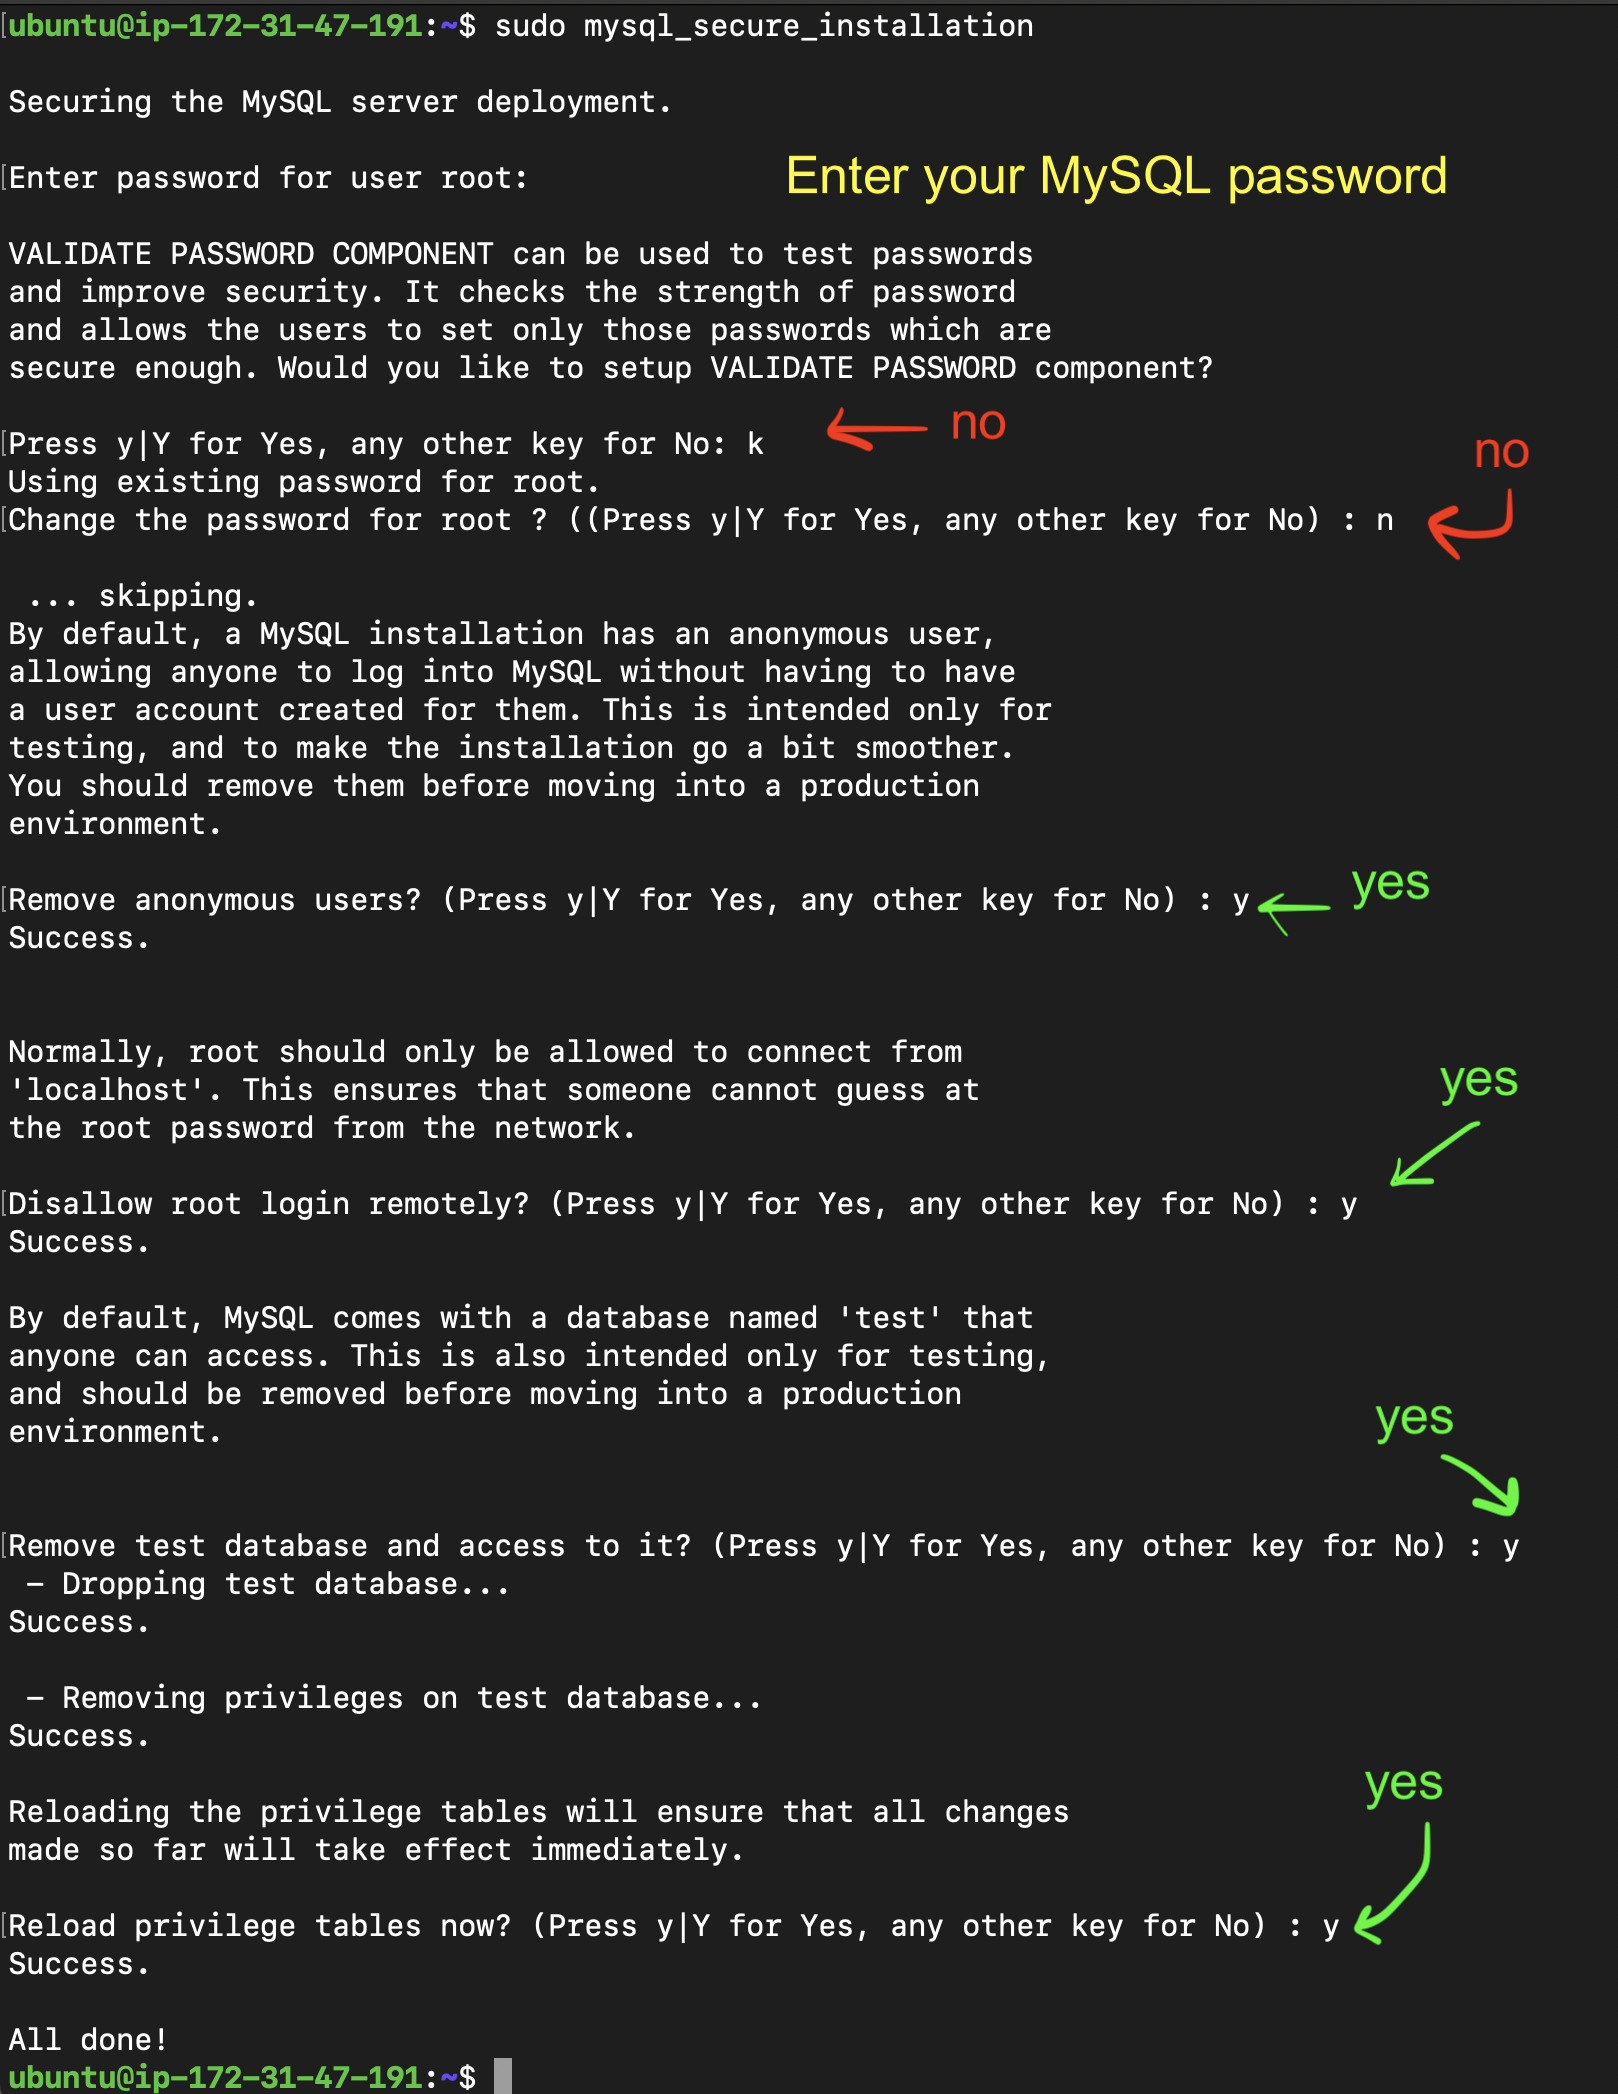 ubuntu@ip-172-31-47-191:~$ sudo mysql_secure_installation
Securing the MySQL server deployment.
Enter password for user root:
Enter your MySQL password
VALIDATE PASSWORD COMPONENT can be used to test passwords
and improve security. It checks the strength of password
and allows the users to set only those passwords which are
secure enough. Would you like to setup VALIDATE PASSWORD component?
no
Press y|Y for Yes, any other key for No: k
no
Using existing password for root.
Change the password for root ? ((Press y|Y for Yes, any other key for No) : n
... skipping.
By default, a MySQL installation has an anonymous user,
allowing anyone to log into MySQL without having to have
a user account created for them. This is intended only for
testing, and to make the installation go a bit smoother.
You should remove them before moving into a production
environment.
yes
Remove anonymous users? (Press y|Y for Yes, any other key for No) : y
Success.
Normally, root should only be allowed to connect from
'localhost'. This ensures that someone cannot guess at
the root password from the network.
yes
Disallow root login remotely? (Press y|Y for Yes, any other key for No) : y
Success.
By default, MySQL comes with a database named 'test' that
anyone can access. This is also intended only for testing,
and should be removed before moving into a production
environment.
yes
Remove test database and access to it? (Press y|Y for Yes, any other key for No) : y
- Dropping test database...
Success.
- Removing privileges on test database...
Success.
Reloading the privilege tables will ensure that all changes
made so far will take effect immediately.
yes
Reload privilege tables now? (Press y|Y for Yes, any other key for No) : y
Success.
All done!
ubuntu@ip-172-31-47-191:~$